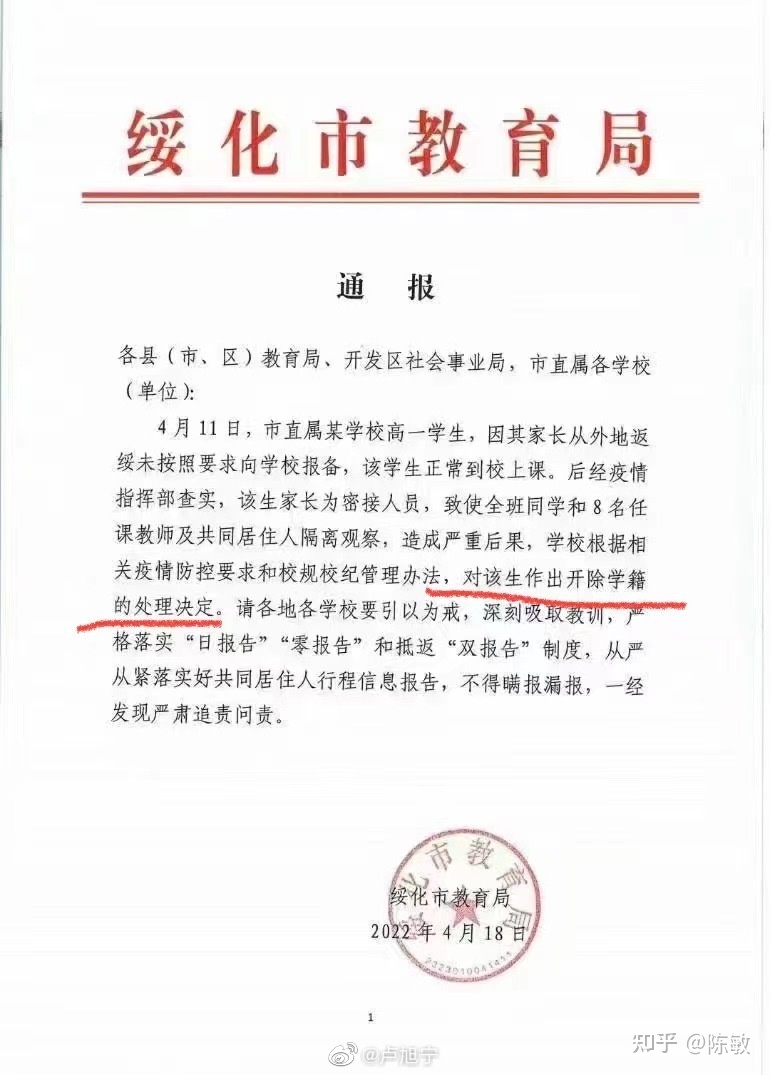 绥化市教育局
通 报
各县（市、区）教育局、开发区社会事业局，市直属各学校
（单位）：
4月11日，市直属某学校高一学生，因其家长从外地返
绥未按照要求向学校报备，该学生正常到校上课。后经疫情
指挥部查实，该生家长为密接人员，致使全班同学和8名任
课教师及共同居住人隔离观察，造成严重后果，学校根据相
关疫情防控要求和校规校纪管理办法，对该生作出开除学籍
的处理决定。请各地各学校要引以为戒，深刻吸取教训，严
格落实“日报告”“零报告”和抵返“双报告”制度，从严
从紧落实好共同居住人行程信息报告，不得瞒报漏报，一经
发现严肃追责问责。
绥化市教育局
绥化市教育局
2022年4月18日
2323010041411
1
@卢旭宁
知乎 @陈敏